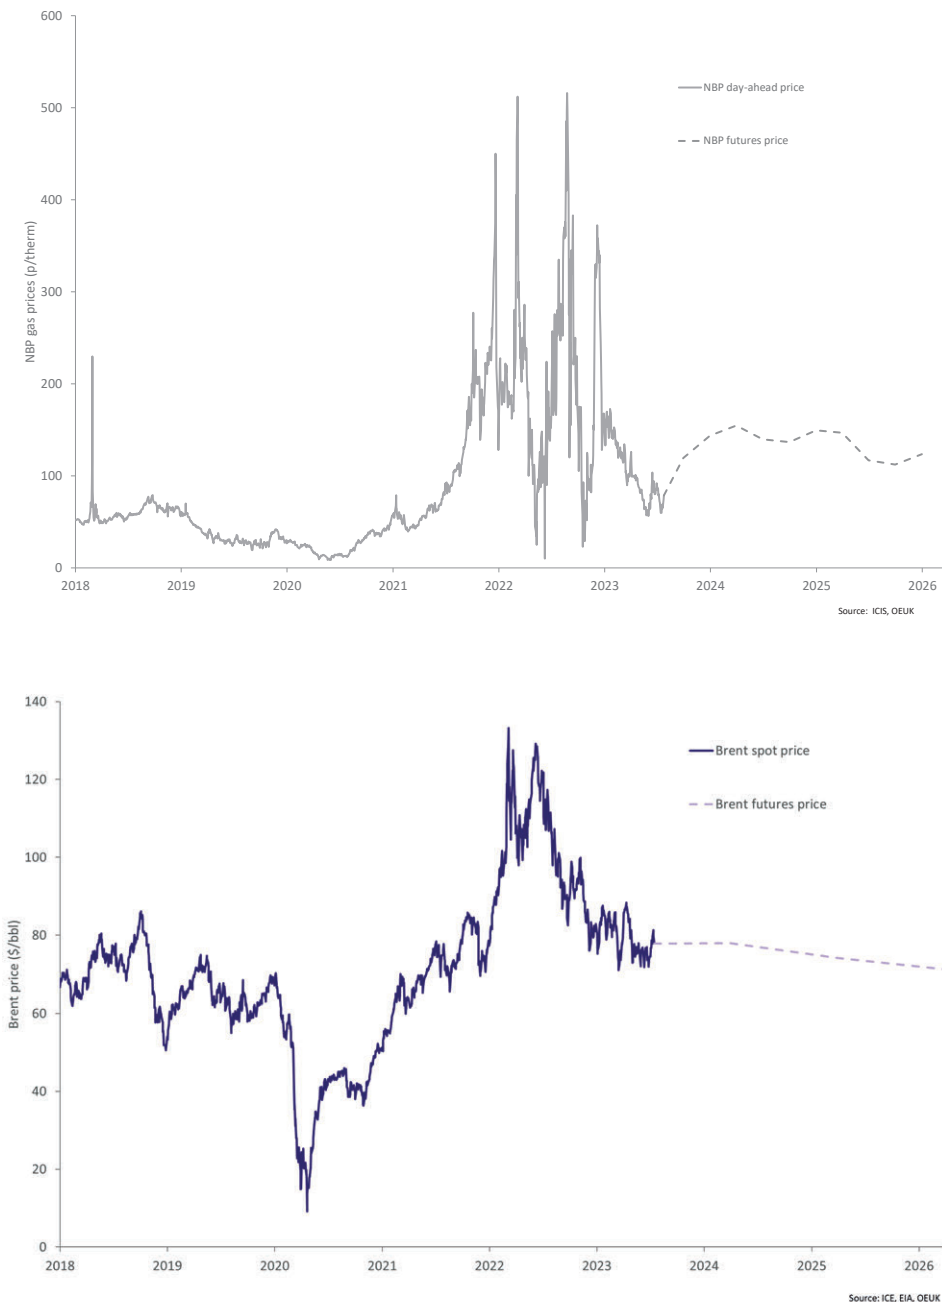 600
500
400
300
200
100
0
NBP gas prices (p/therm)
NBP day-ahead price
NBP futures price
2018 2019 2020 2021 2022 2023 2024 2025 2026
Source: ICIS, OEUK
140
120
100
80
60
40
20
0
Brent price ($/bbl)
Brent spot price
Brent futures price
2018 2019 2020 2021 2022 2023 2024 2025 2026
Source: ICE, EIA, OEUK